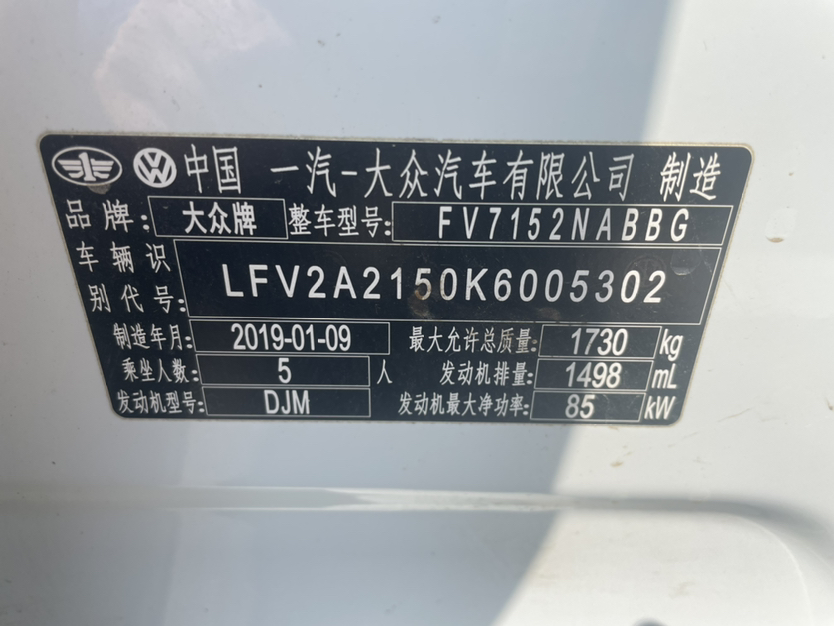 中国 一汽-大众汽车有限公司 制造
品牌: 大众牌 整车型号: FV7152NABBG
车辆识别代号: LFV2A2150K6005302
制造年月: 2019-01-09 最大允许总质量: 1730 kg
乘坐人数: 5 人 发动机排量: 1498 mL
发动机型号: DJM 发动机最大净功率: 85 kW